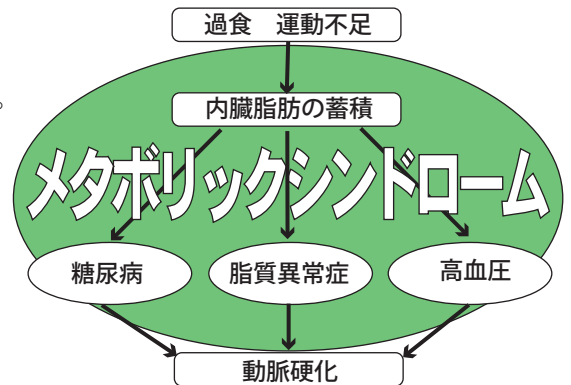 過食　運動不足
。
内臓脂肪の蓄積
メタボリックシンドローム
糖尿病
脂質異常症
高血圧
動脈硬化